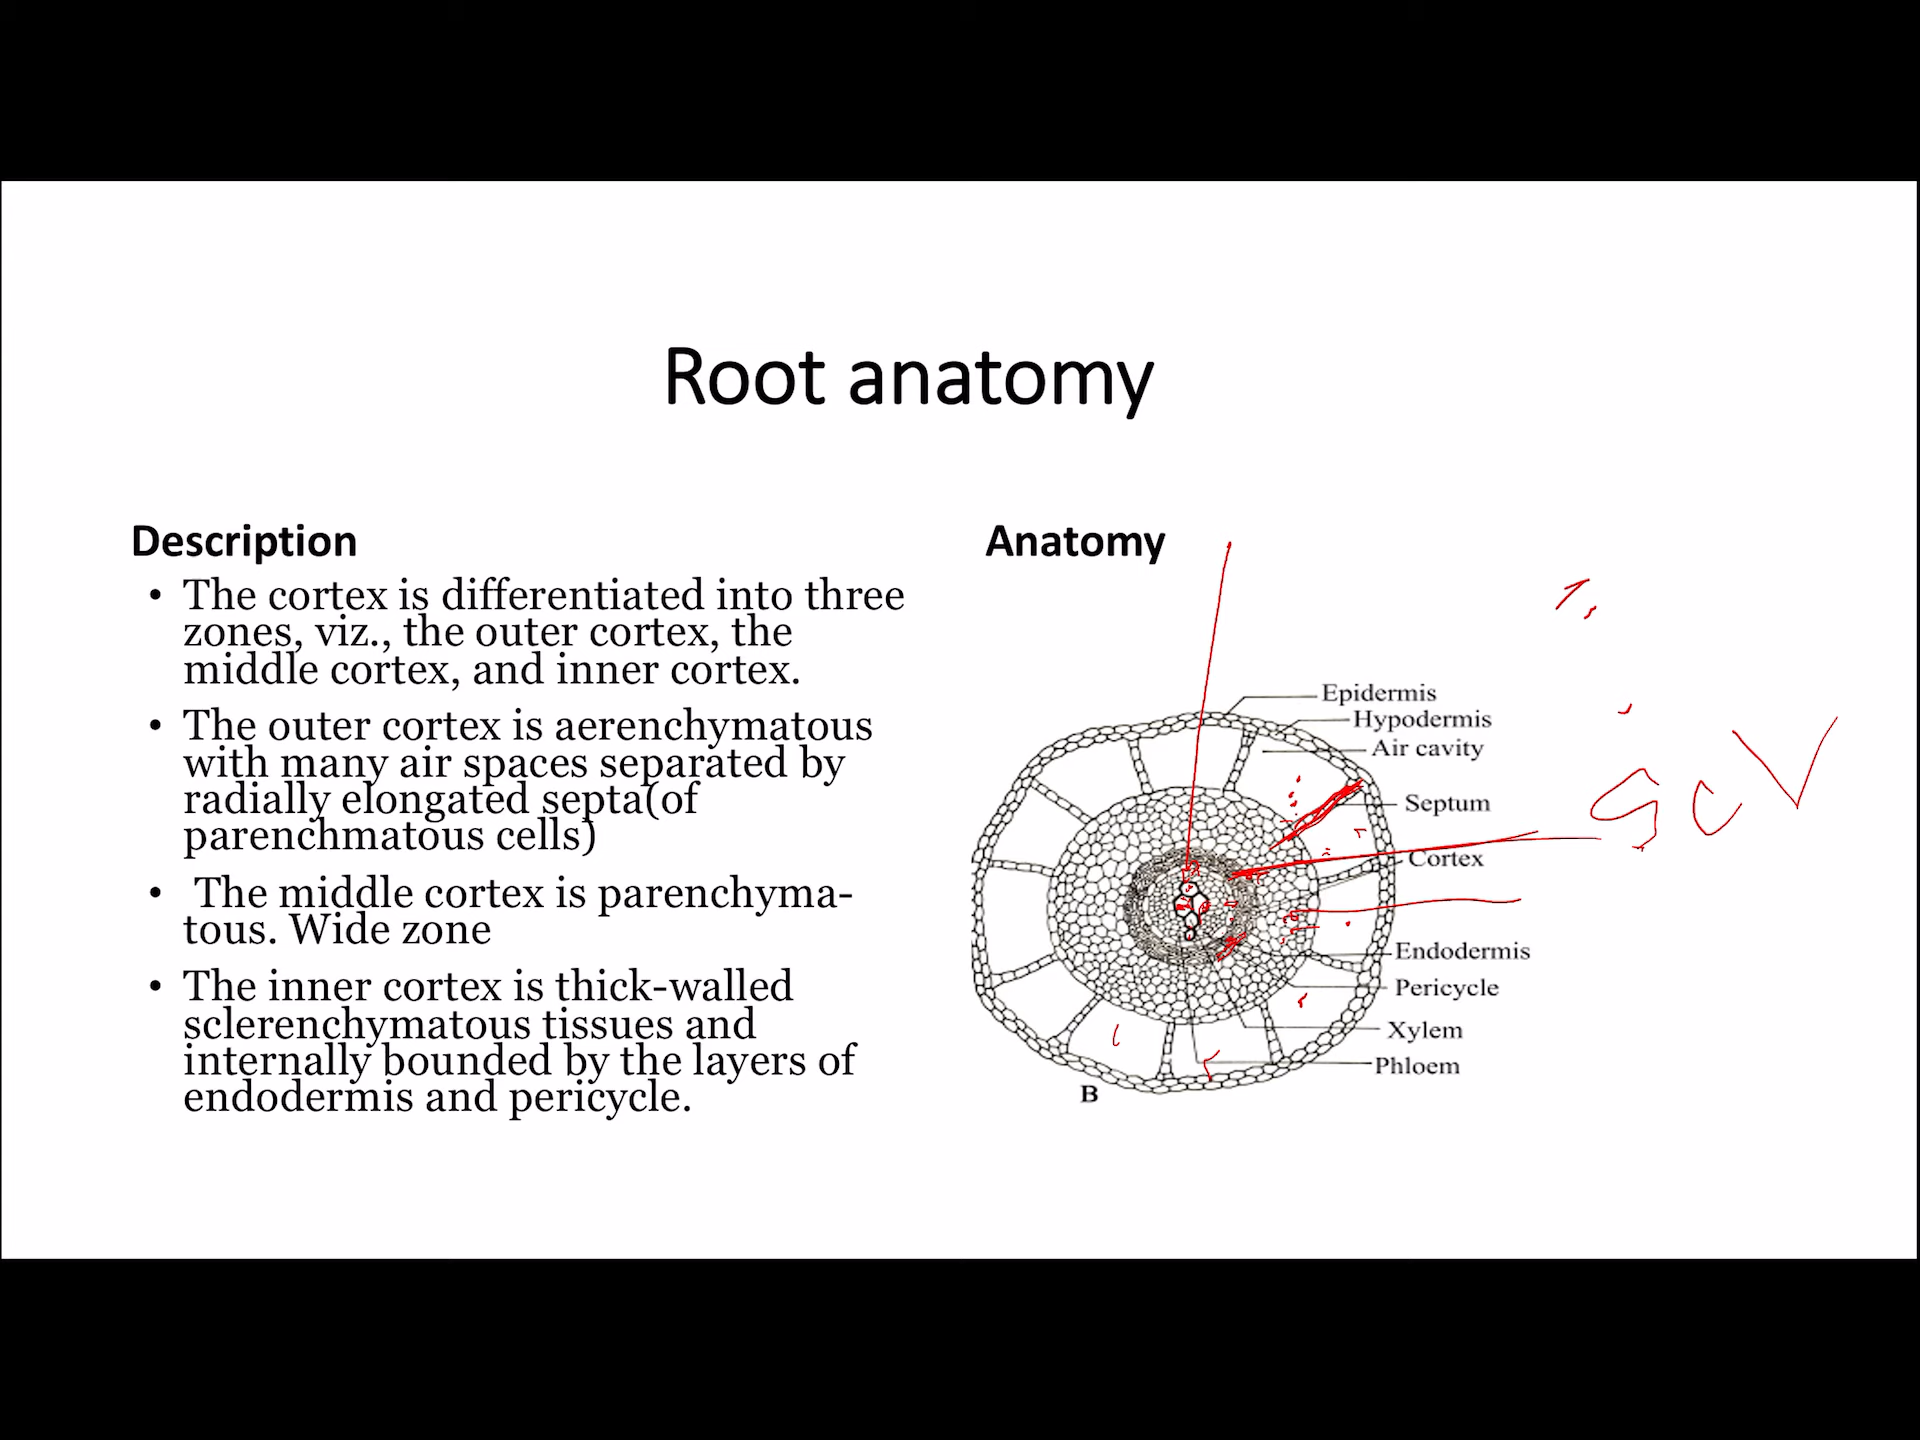 Root anatomy
Description
• The cortex is differentiated into three
zones, viz., the outer cortex, the
middle cortex, and inner cortex.
• The outer cortex is aerenchymatous
with many air spaces separated by
radially elongated septa(of
parenchmatous cells)
• The middle cortex is parenchyma-
tous. Wide zone
• The inner cortex is thick-walled
sclerenchymatous tissues and
internally bounded by the layers of
endodermis and pericycle.
Anatomy
Epidermis
Hypodermis
Air cavity
Septum
Cortex
Endodermis
Pericycle
Xylem
Phloem
B